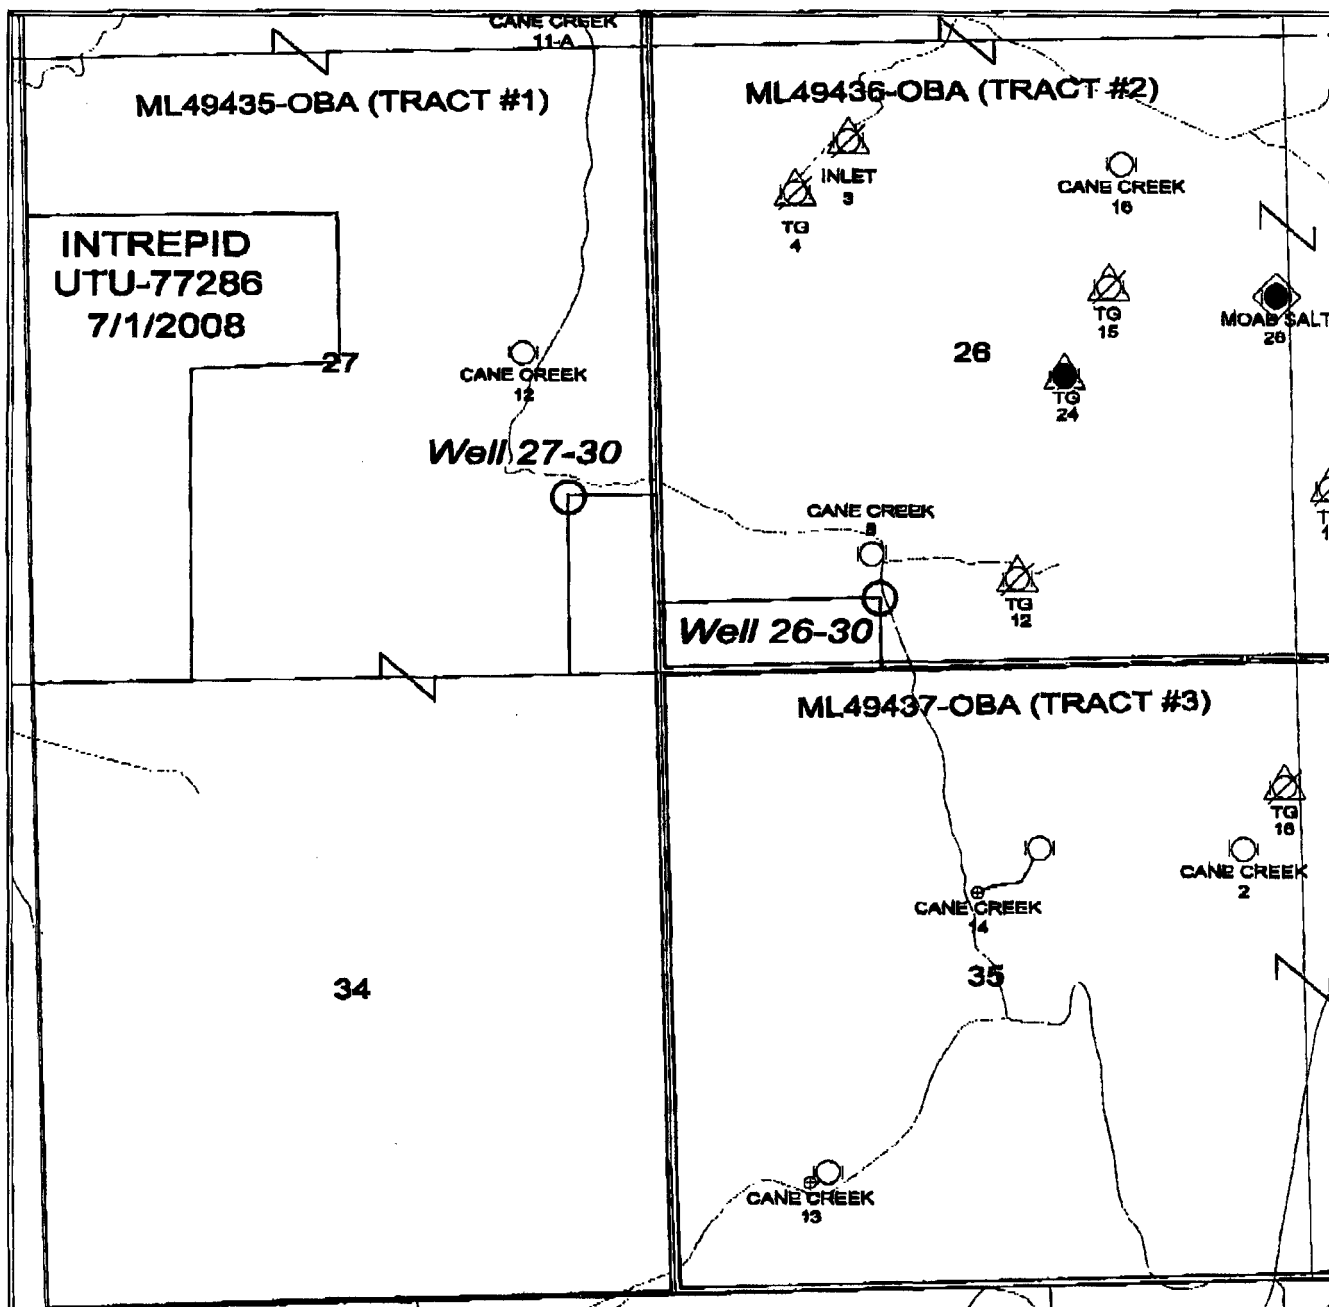 CANE CREEK
11-A
ML49435-OBA (TRACT #1)
ML49436-OBA (TRACT #2)
INLET
3
TG
4
CANE CREEK
16
INTREPID
UTU-77286
7/1/2008
27
TG
15
MOAB SALT
26
CANE CREEK
12
TG
24
Well 27-30
CANE CREEK
TG
12
Well 26-30
ML49437-OBA (TRACT #3)
TG
CANE CREEK
2
CANE CREEK
14
35
34
CANE CREEK
13